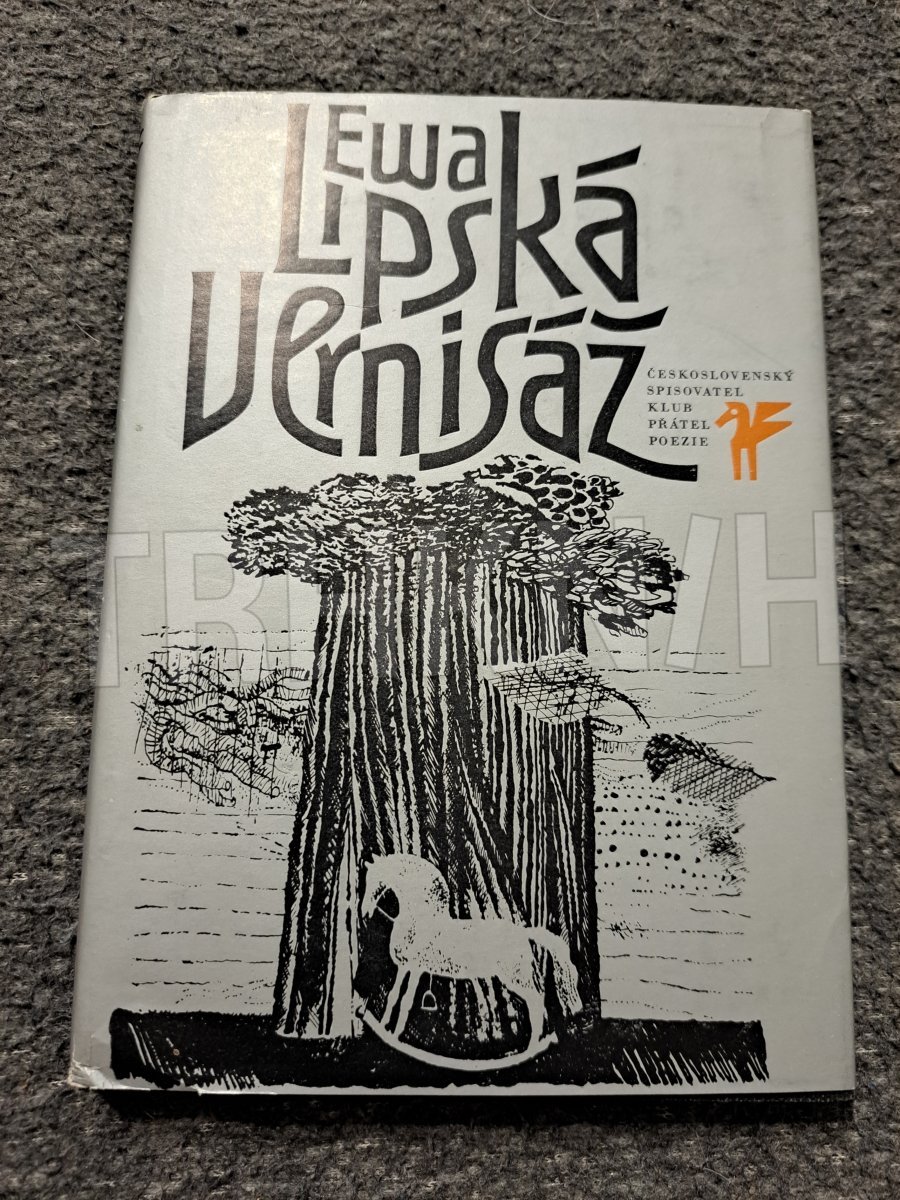 Ewa
Lipská
Vernisáž
ČESKOSLOVENSKÝ
SPISOVATEL
KLUB
PŘÁTEL
POEZIE